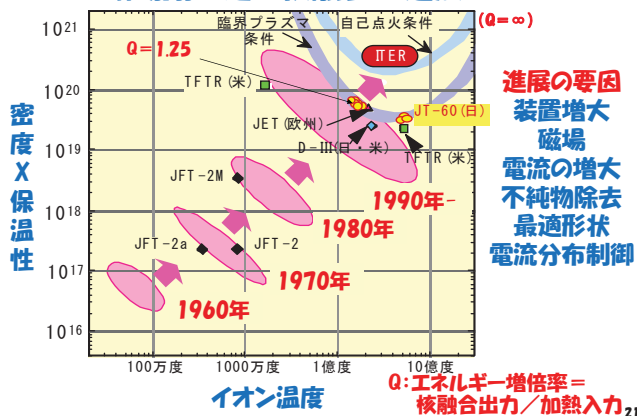 臨界プラズマ
条件
自己点火条件
(Q=∞)
ITER
Q=1.25
TFTR(米)
JT-60(日)
JET(欧州)
D-Ⅲ(日・米)
TFTR(米)
JFT-2M
1990年-
1980年
JFT-2a
JFT-2
1970年
1960年
10²¹
10²⁰
10¹⁹
10¹⁸
10¹⁷
10¹⁶
密度X保温性
100万度
1000万度
1億度
10億度
イオン温度
進展の要因
装置増大
磁場
電流の増大
不純物除去
最適形状
電流分布制御
Q:エネルギー増倍率=
核融合出力/加熱入力